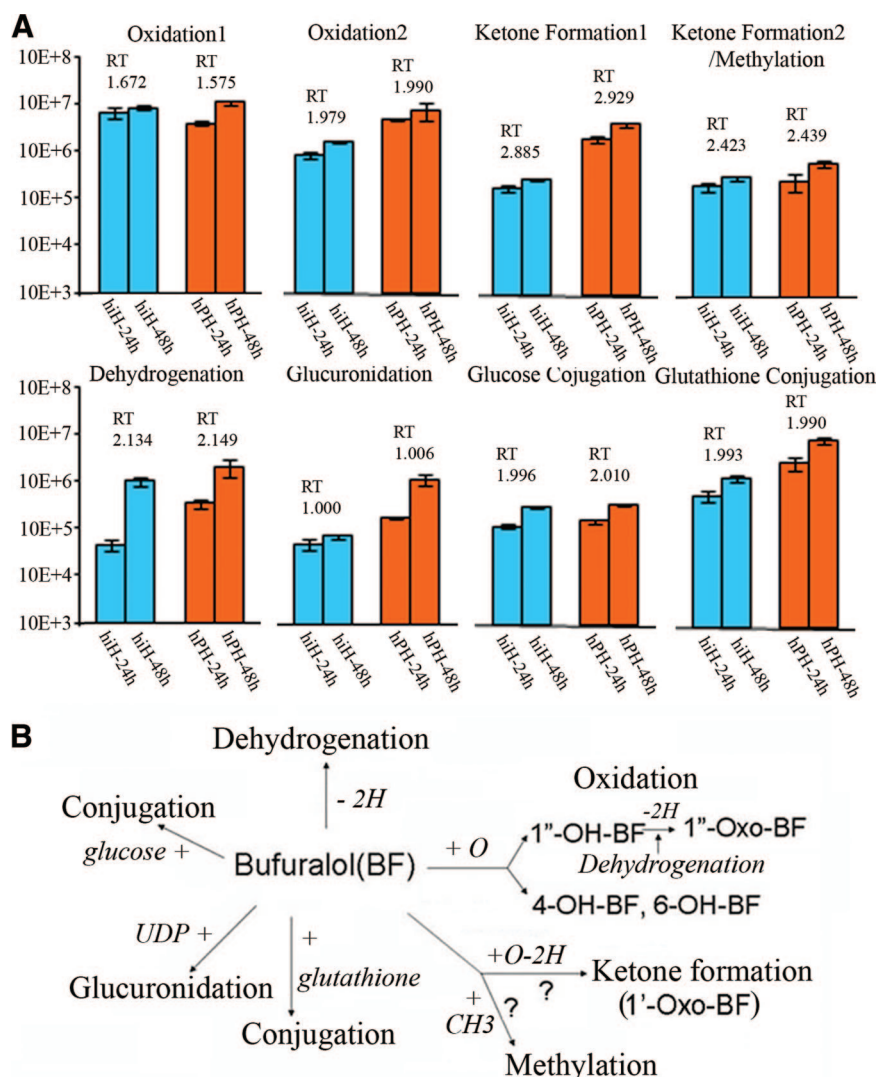 A
Oxidation1
Oxidation2
Ketone Formation1
Ketone Formation2
/Methylation
10E+8
10E+7
10E+6
10E+5
10E+4
10E+3
RT
1.672
RT
1.575
hiH-24h
hiH-48h
hPH-24h
hPH-48h
RT
1.979
RT
1.990
hiH-24h
hiH-48h
hPH-24h
hPH-48h
RT
2.885
RT
2.929
hiH-24h
hiH-48h
hPH-24h
hPH-48h
RT
2.423
RT
2.439
hiH-24h
hiH-48h
hPH-24h
hPH-48h
Dehydrogenation
Glucuronidation
Glucose Cojugation
Glutathione Conjugation
10E+8
10E+7
10E+6
10E+5
10E+4
10E+3
RT
2.134
RT
2.149
hiH-24h
hiH-48h
hPH-24h
hPH-48h
RT
1.000
RT
1.006
hiH-24h
hiH-48h
hPH-24h
hPH-48h
RT
1.996
RT
2.010
hiH-24h
hiH-48h
hPH-24h
hPH-48h
RT
1.993
RT
1.990
hiH-24h
hiH-48h
hPH-24h
hPH-48h
B
Dehydrogenation
- 2H
Conjugation
glucose +
Bufuralol(BF)
+ O
Oxidation
1''-OH-BF
-2H
1''-Oxo-BF
Dehydrogenation
4-OH-BF, 6-OH-BF
UDP +
Glucuronidation
+
glutathione
Conjugation
+O-2H
?
Ketone formation
(1'-Oxo-BF)
+
CH3
?
Methylation